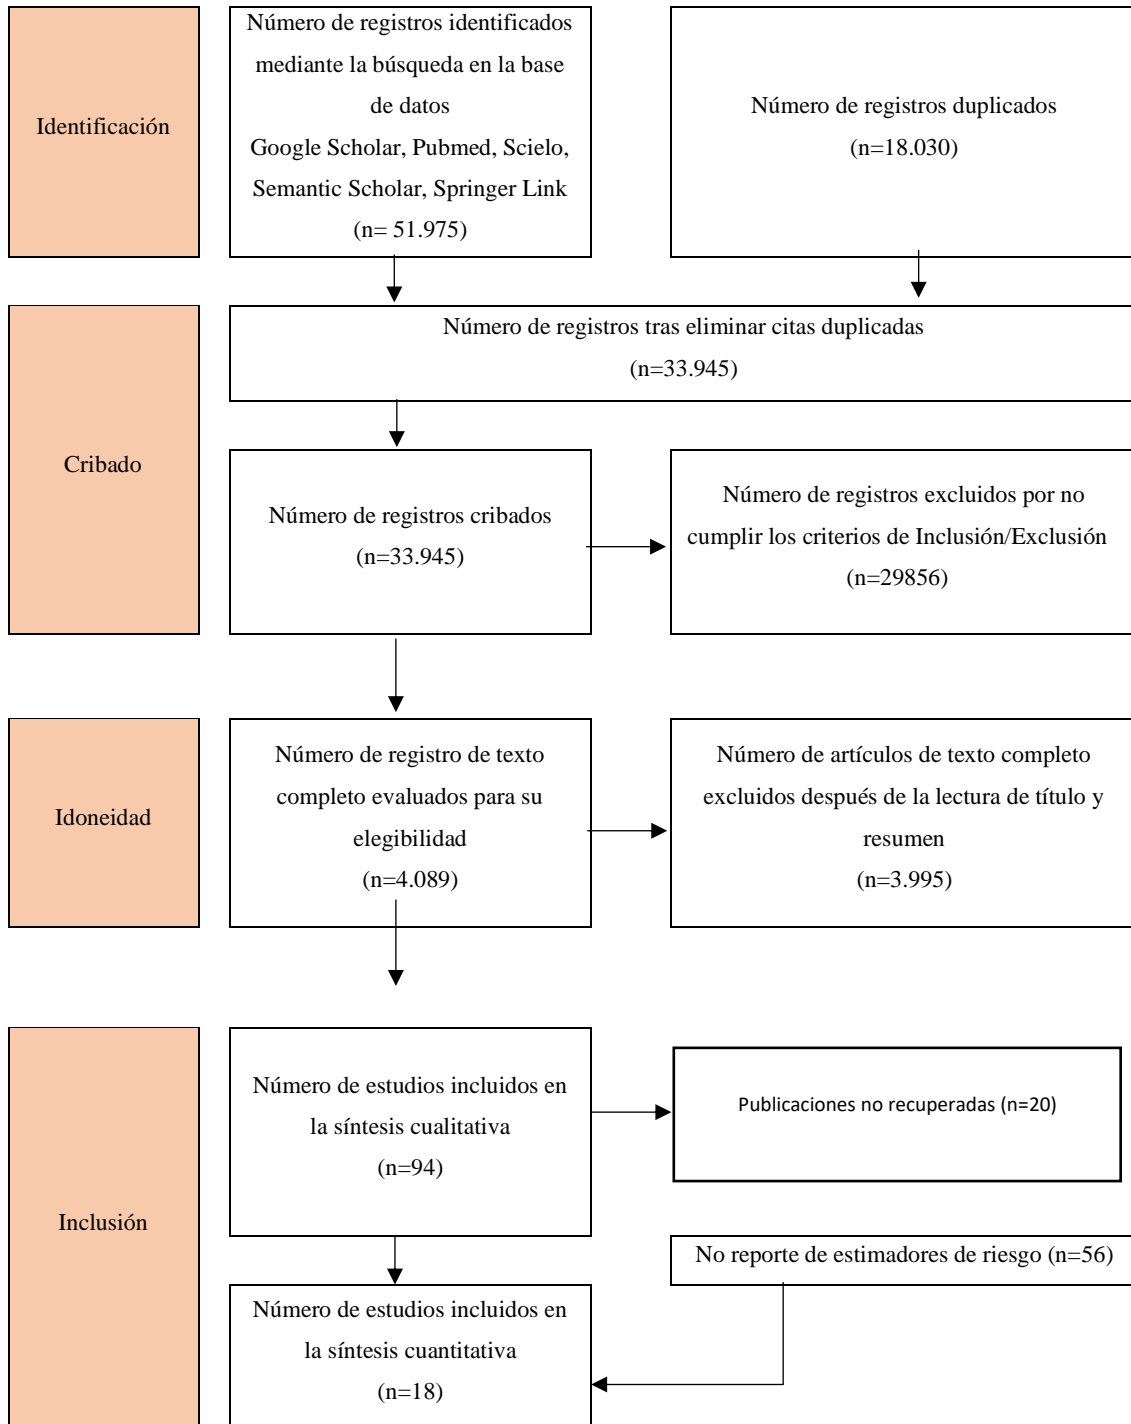 Identificación
Número de registros identificados
mediante la búsqueda en la base
de datos
Google Scholar, Pubmed, Scielo,
Semantic Scholar, Springer Link
(n= 51.975)
Número de registros duplicados
(n=18.030)
Cribado
Número de registros tras eliminar citas duplicadas
(n=33.945)
Número de registros cribados
(n=33.945)
Número de registros excluidos por no
cumplir los criterios de Inclusión/Exclusión
(n=29856)
Idoneidad
Número de registro de texto
completo evaluados para su
elegibilidad
(n=4.089)
Número de artículos de texto completo
excluidos después de la lectura de título y
resumen
(n=3.995)
Inclusión
Número de estudios incluidos en
la síntesis cualitativa
(n=94)
Publicaciones no recuperadas (n=20)
No reporte de estimadores de riesgo (n=56)
Número de estudios incluidos en
la síntesis cuantitativa
(n=18)